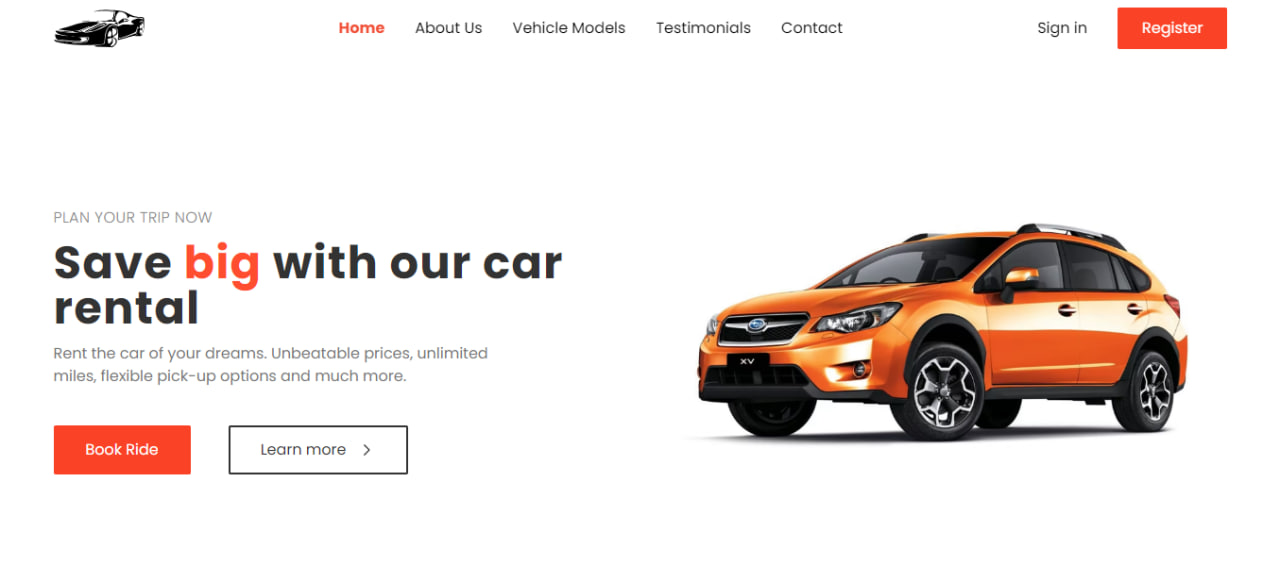 Home About Us Vehicle Models Testimonials Contact Sign in Register
PLAN YOUR TRIP NOW
Save big with our car
rental
Rent the car of your dreams. Unbeatable prices, unlimited
miles, flexible pick-up options and much more.
XV
Book Ride Learn more